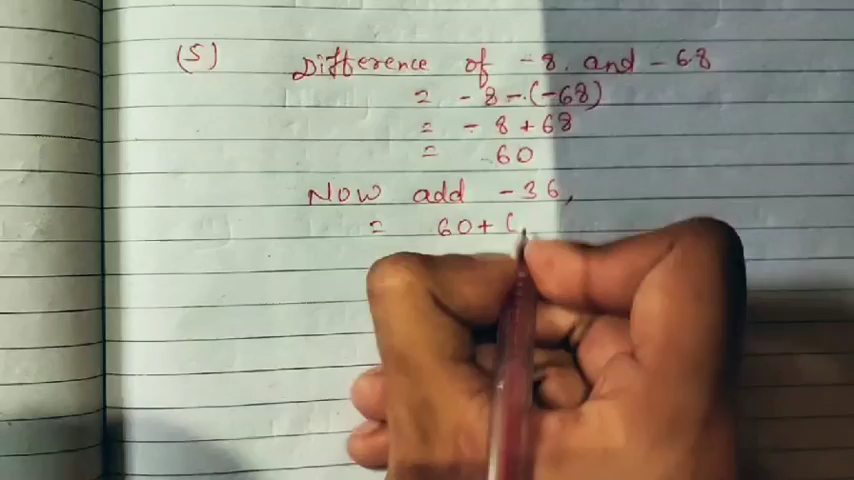 (5) Difference of -8. and -68
= -8-.(-68)
= -8+68
= 60
Now add -36,
= 60+(